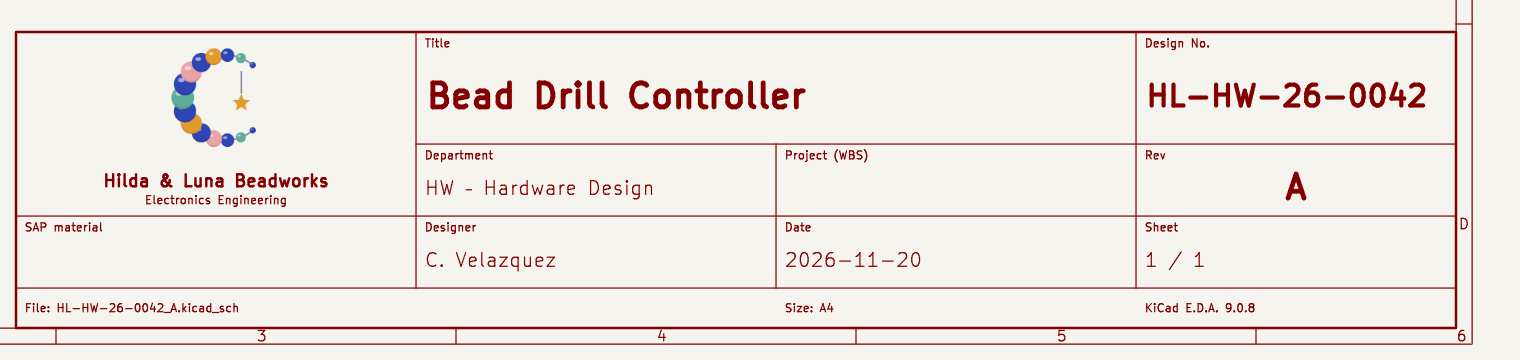 Title
Bead Drill Controller
Design No.
HL-HW-26-0042
Hilda & Luna Beadworks
Electronics Engineering
Department
HW - Hardware Design
Project (WBS)
Rev
A
SAP material
Designer
C. Velazquez
Date
2026-11-20
Sheet
1 / 1
D
File: HL-HW-26-0042_A.kicad_sch
Size: A4
KiCad E.D.A. 9.0.8
3
4
5
6